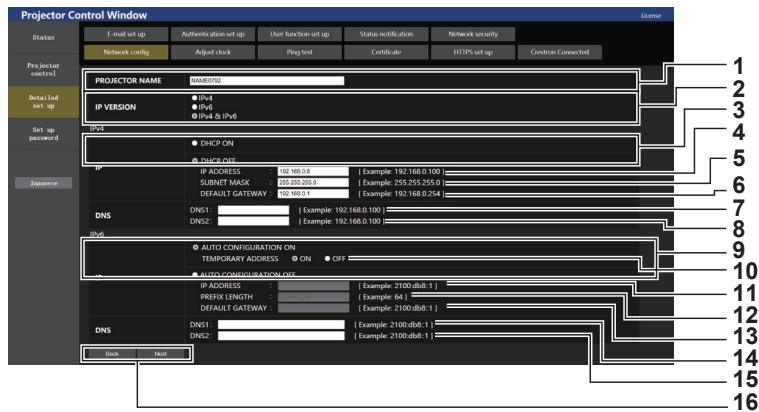 Projector Control Window
License
Status
E-mail set up
Authentication set up
User function set up
Status notification
Network security
Network config
Adjust clock
Ping test
Certificate
HTTPS set up
Crestron Connected
Projector control
Detailed set up
Set up password
Japanese
PROJECTOR NAME
NAME0792
IP VERSION
IPv4
IPv6
IPv4 & IPv6
IPv4
IP
DHCP ON
DHCP OFF
IP ADDRESS : 192.168.0.8 [ Example: 192.168.0.100 ]
SUBNET MASK : 255.255.255.0 [ Example: 255.255.255.0 ]
DEFAULT GATEWAY : 192.168.0.1 [ Example: 192.168.0.254 ]
DNS
DNS1: [ Example: 192.168.0.100 ]
DNS2: [ Example: 192.168.0.100 ]
IPv6
IP
AUTO CONFIGURATION ON
TEMPORARY ADDRESS ON OFF
AUTO CONFIGURATION OFF
IP ADDRESS : [ Example: 2100:db8::1 ]
PREFIX LENGTH : [ Example: 64 ]
DEFAULT GATEWAY : [ Example: 2100:db8::1 ]
DNS
DNS1: [ Example: 2100:db8::1 ]
DNS2: [ Example: 2100:db8::1 ]
Back
Next
1
2
3
4
5
6
7
8
9
10
11
12
13
14
15
16